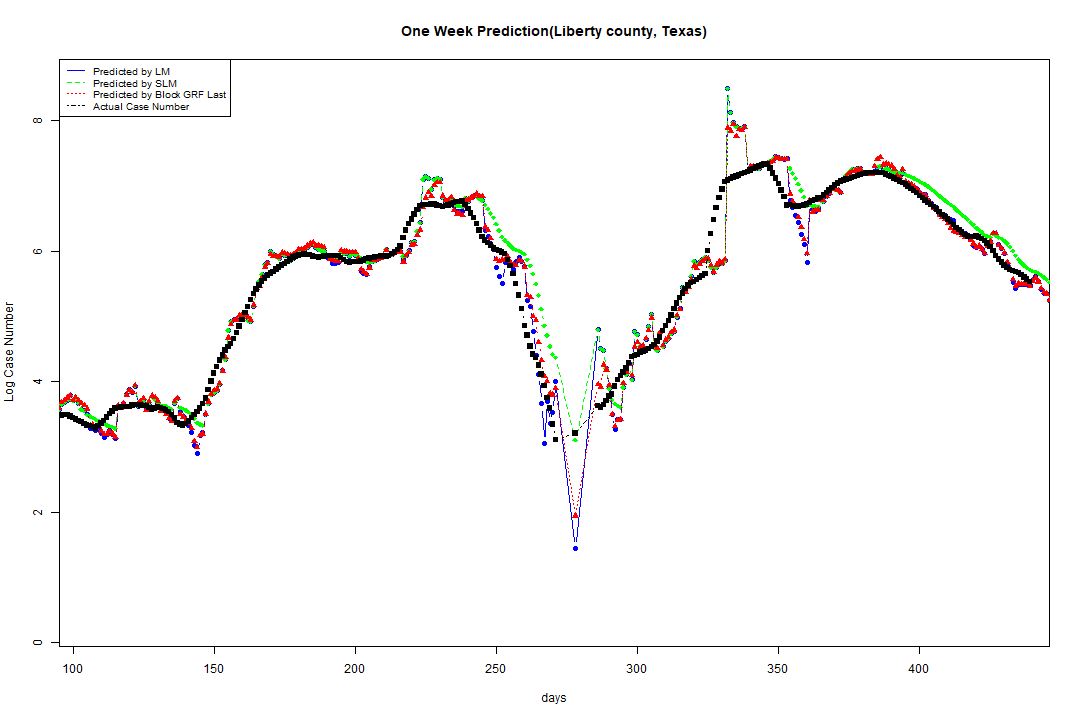 One Week Prediction(Liberty county, Texas)
Predicted by LM
Predicted by SLM
Predicted by Block GRF Last
Actual Case Number
8
6
4
2
0
Log Case Number
100 150 200 250 300 350 400
days